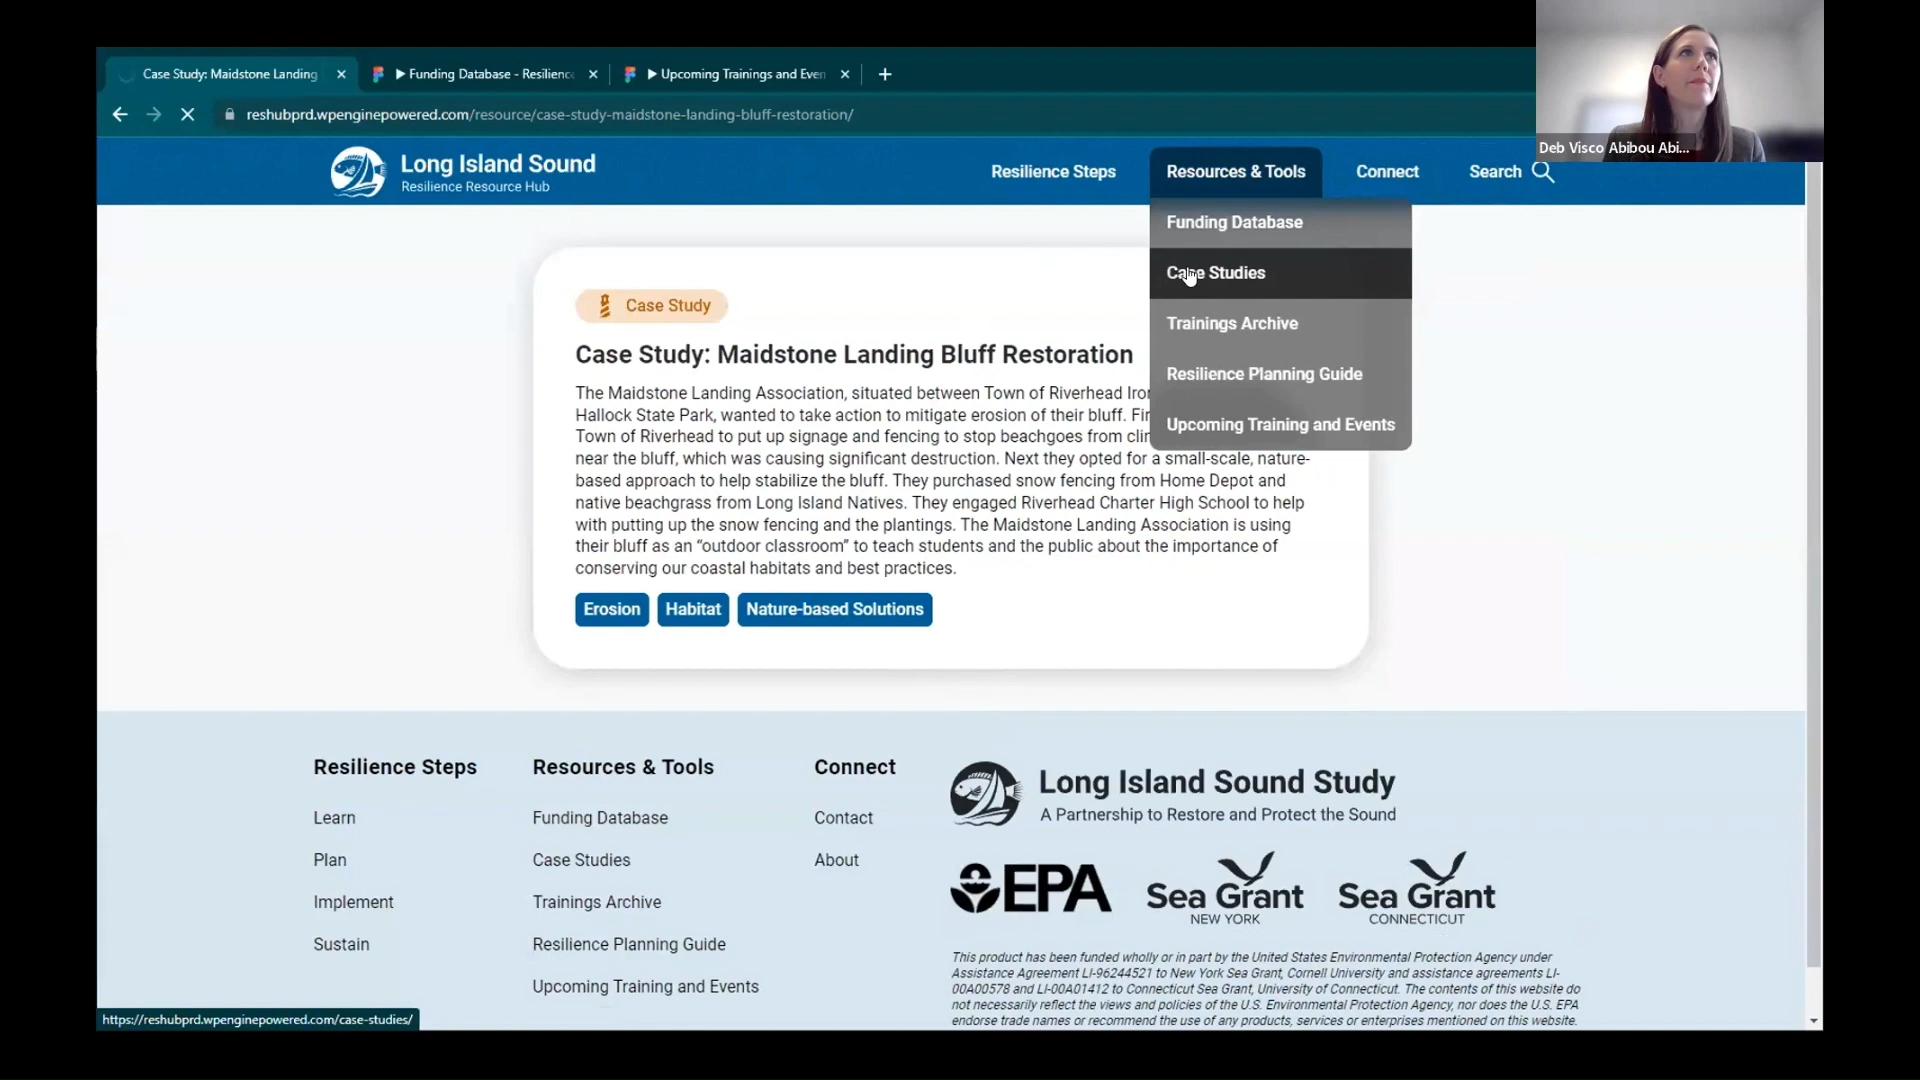 Case Study: Maidstone Landing
Funding Database - Resilienc
Upcoming Trainings and Even
reshubprd.wpenginepowered.com/resource/case-study-maidstone-landing-bluff-restoration/
Deb Visco Abibou Abi...
Long Island Sound
Resilience Resource Hub
Resilience Steps
Resources & Tools
Connect
Search
Funding Database
Case Studies
Trainings Archive
Resilience Planning Guide
Upcoming Training and Events
Case Study
Case Study: Maidstone Landing Bluff Restoration
The Maidstone Landing Association, situated between Town of Riverhead Iron
Hallock State Park, wanted to take action to mitigate erosion of their bluff. Fir
Town of Riverhead to put up signage and fencing to stop beachgoes from clim
near the bluff, which was causing significant destruction. Next they opted for a small-scale, nature-
based approach to help stabilize the bluff. They purchased snow fencing from Home Depot and
native beachgrass from Long Island Natives. They engaged Riverhead Charter High School to help
with putting up the snow fencing and the plantings. The Maidstone Landing Association is using
their bluff as an “outdoor classroom” to teach students and the public about the importance of
conserving our coastal habitats and best practices.
Erosion
Habitat
Nature-based Solutions
Resilience Steps
Learn
Plan
Implement
Sustain
Resources & Tools
Funding Database
Case Studies
Trainings Archive
Resilience Planning Guide
Upcoming Training and Events
Connect
Contact
About
Long Island Sound Study
A Partnership to Restore and Protect the Sound
EPA
Sea Grant
NEW YORK
Sea Grant
CONNECTICUT
This product has been funded wholly or in part by the United States Environmental Protection Agency under
Assistance Agreement LI-96244521 to New York Sea Grant, Cornell University and assistance agreements LI-
00A00578 and LI-00A01412 to Connecticut Sea Grant, University of Connecticut. The contents of this website do
not necessarily reflect the views and policies of the U.S. Environmental Protection Agency, nor does the U.S. EPA
endorse trade names or recommend the use of any products, services or enterprises mentioned on this website.
https://reshubprd.wpenginepowered.com/case-studies/